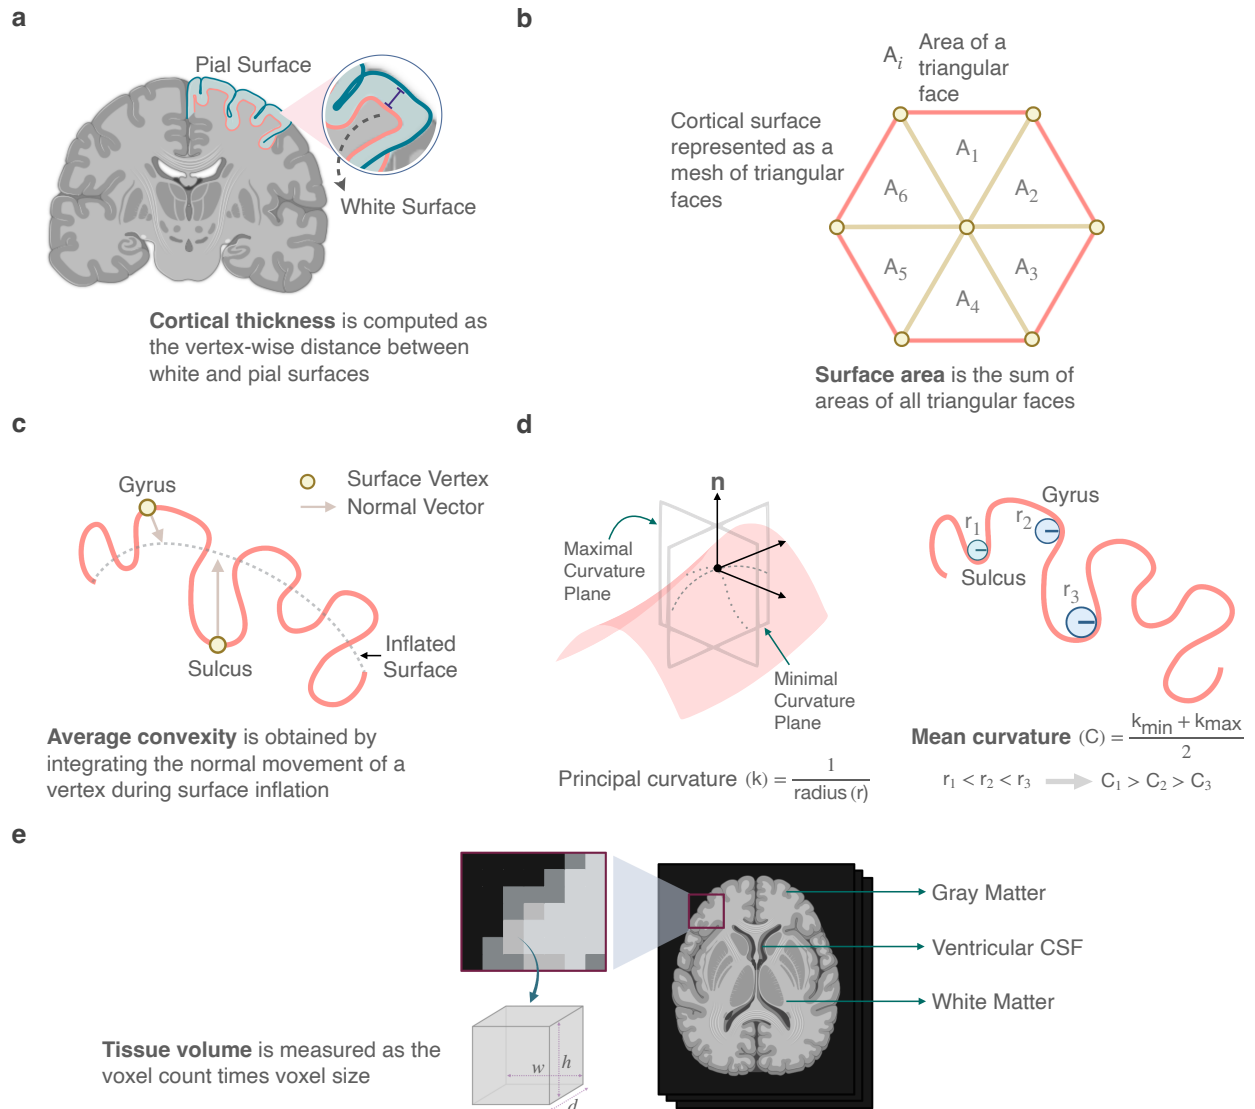 a
Pial Surface
White Surface
Cortical thickness is computed as
the vertex-wise distance between
white and pial surfaces
b
A_i Area of a
triangular
face
Cortical surface
represented as a
mesh of triangular
faces
A₁
A₆ A₂
A₅ A₃
A₄
Surface area is the sum of
areas of all triangular faces
c
Gyrus
Surface Vertex
Normal Vector
Sulcus
Inflated
Surface
Average convexity is obtained by
integrating the normal movement of a
vertex during surface inflation
d
n
Maximal
Curvature
Plane
Minimal
Curvature
Plane
Principal curvature (k) = 1 / radius (r)
Gyrus
r₁ r₂
Sulcus
r₃
Mean curvature (C) = k_min + k_max / 2
r₁ < r₂ < r₃ C₁ > C₂ > C₃
e
Gray Matter
Ventricular CSF
White Matter
w h
d
Tissue volume is measured as the
voxel count times voxel size